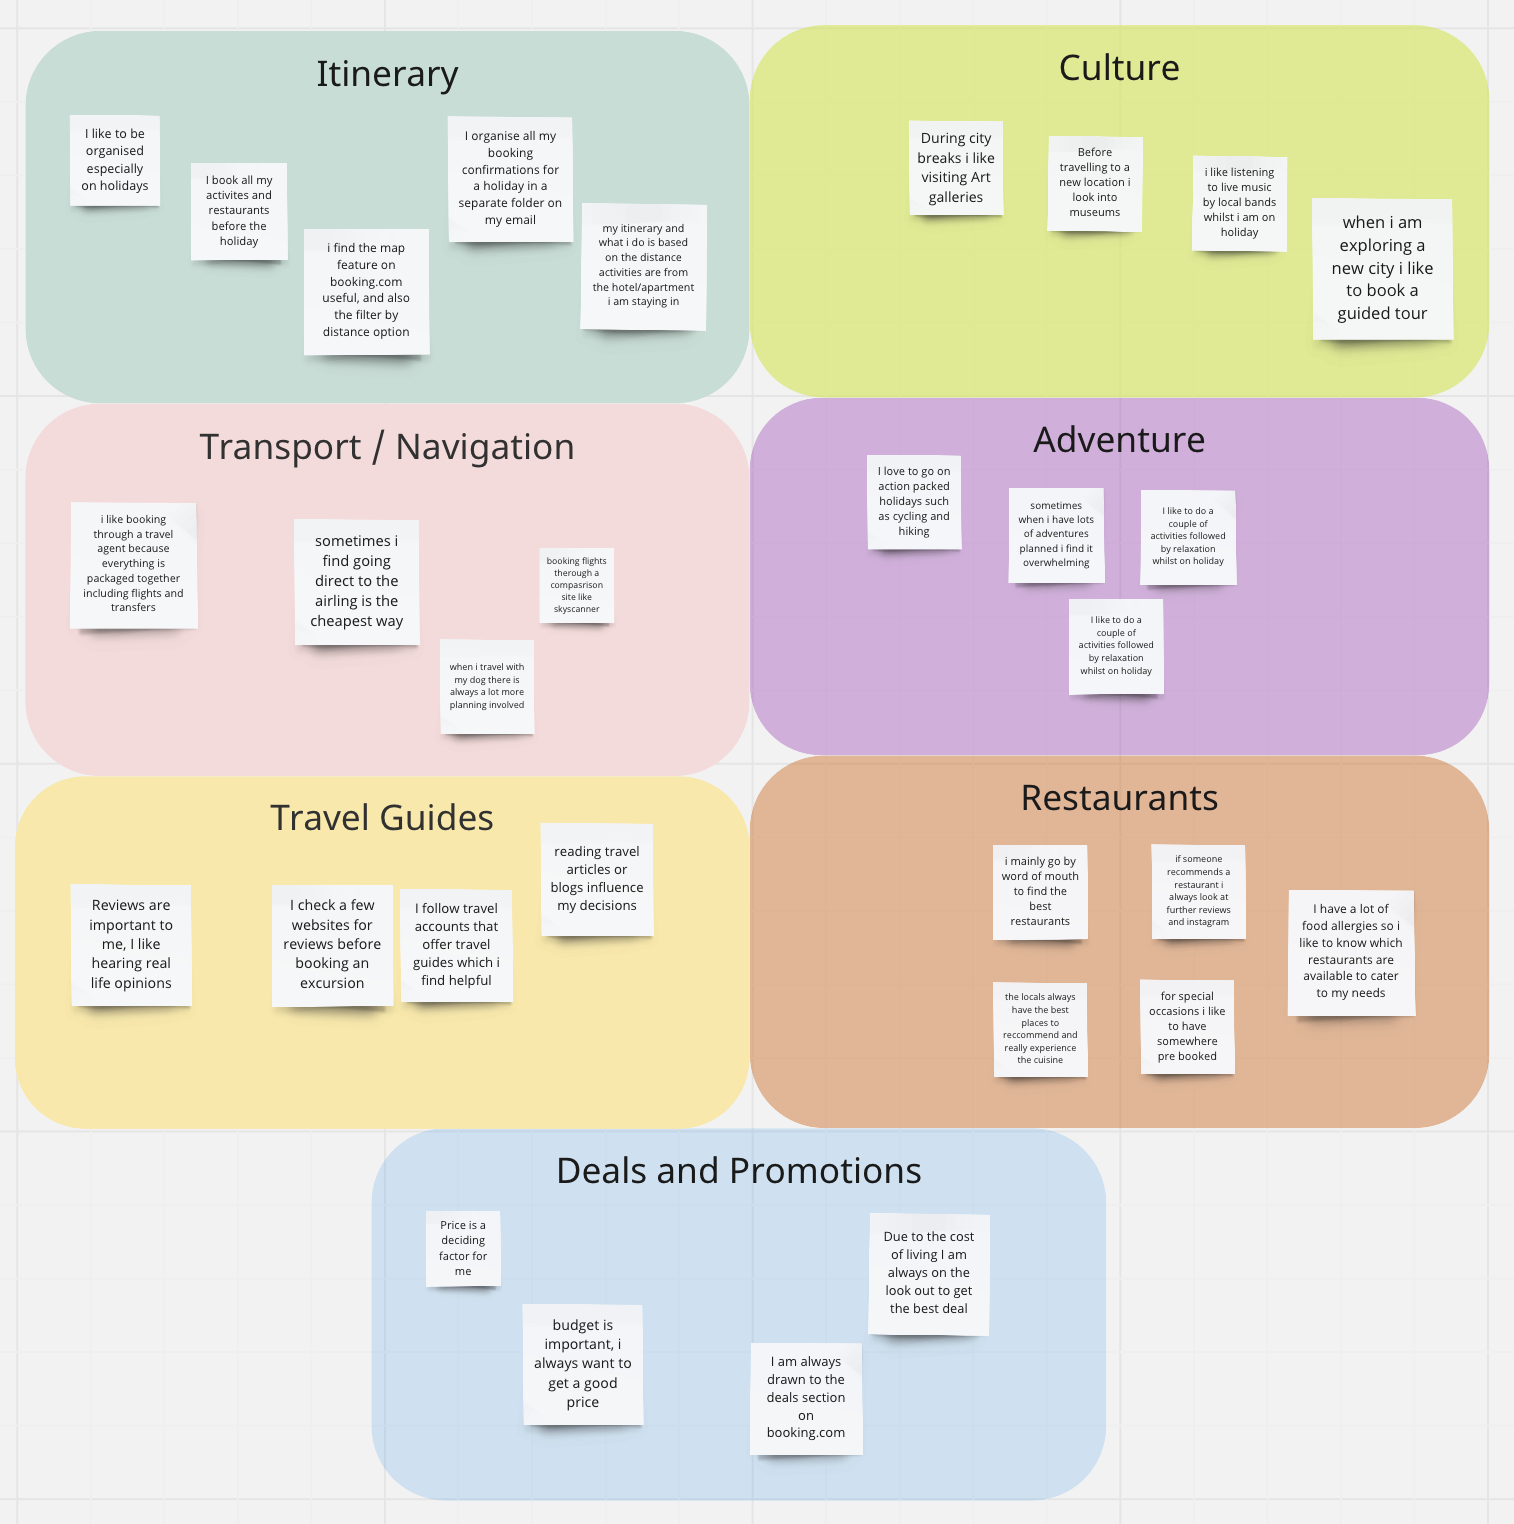 Itinerary
I like to be
organised
especially
on holidays
I book all my
activites and
restaurants
before the
holiday
i find the map
feature on
booking.com
useful, and also
the filter by
distance option
I organise all my
booking
confirmations for
a holiday in a
separate folder on
my email
my itinerary and
what i do is based
on the distance
activities are from
the hotel/apartment
i am staying in
Culture
During city
breaks i like
visiting Art
galleries
Before
travelling to a
new location i
look into
museums
i like listening
to live music
by local bands
whilst i am on
holiday
when i am
exploring a
new city i like
to book a
guided tour
Transport / Navigation
i like booking
through a travel
agent because
everything is
packaged together
including flights and
transfers
sometimes i
find going
direct to the
airling is the
cheapest way
when i travel with
my dog there is
always a lot more
planning involved
booking flights
therough a
compasrison
site like
skyscanner
Adventure
I love to go on
action packed
holidays such
as cycling and
hiking
sometimes
when i have lots
of adventures
planned i find it
overwhelming
I like to do a
couple of
activities followed
by relaxation
whilst on holiday
I like to do a
couple of
activities followed
by relaxation
whilst on holiday
Travel Guides
Reviews are
important to
me, I like
hearing real
life opinions
I check a few
websites for
reviews before
booking an
excursion
I follow travel
accounts that
offer travel
guides which i
find helpful
reading travel
articles or
blogs influence
my decisions
Restaurants
i mainly go by
word of mouth
to find the
best
restaurants
if someone
recommends a
restaurant i
always look at
further reviews
and instagram
I have a lot of
food allergies so i
like to know which
restaurants are
available to cater
to my needs
the locals always
have the best
places to
reccommend and
really experience
the cuisine
for special
occasions i like
to have
somewhere
pre booked
Deals and Promotions
Price is a
deciding
factor for
me
budget is
important, i
always want to
get a good
price
I am always
drawn to the
deals section
on
booking.com
Due to the cost
of living I am
always on the
look out to get
the best deal